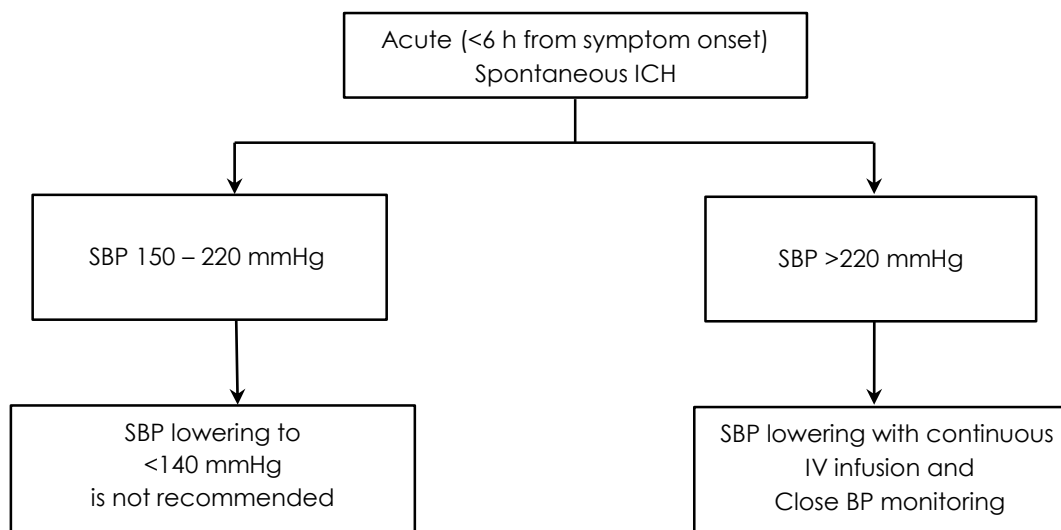 Acute (<6 h from symptom onset)
Spontaneous ICH
SBP 150 – 220 mmHg
SBP >220 mmHg
SBP lowering to
<140 mmHg
is not recommended
SBP lowering with continuous
IV infusion and
Close BP monitoring